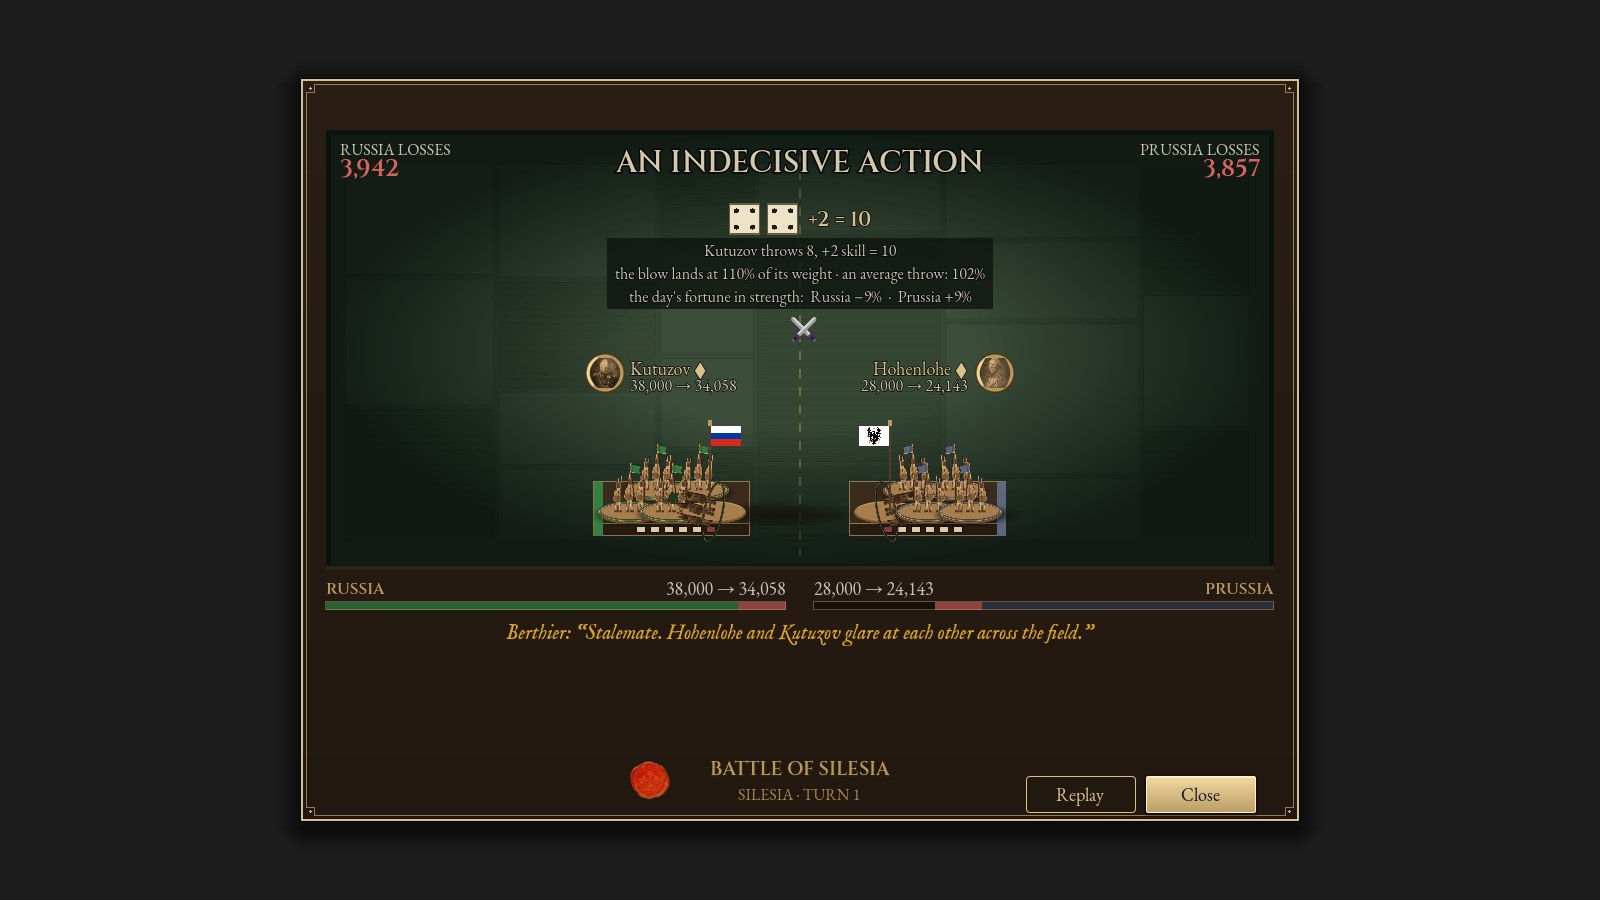 RUSSIA LOSSES
3,942
AN INDECISIVE ACTION
PRUSSIA LOSSES
3,857
+2 = 10
Kutuzov throws 8, +2 skill = 10
the blow lands at 110% of its weight · an average throw: 102%
the day's fortune in strength: Russia −9% · Prussia +9%
Kutuzov
38,000 → 34,058
Hohenlohe
28,000 → 24,143
RUSSIA
38,000 → 34,058
28,000 → 24,143
PRUSSIA
Berthier: “Stalemate. Hohenlohe and Kutuzov glare at each other across the field.”
BATTLE OF SILESIA
SILESIA · TURN 1
Replay
Close